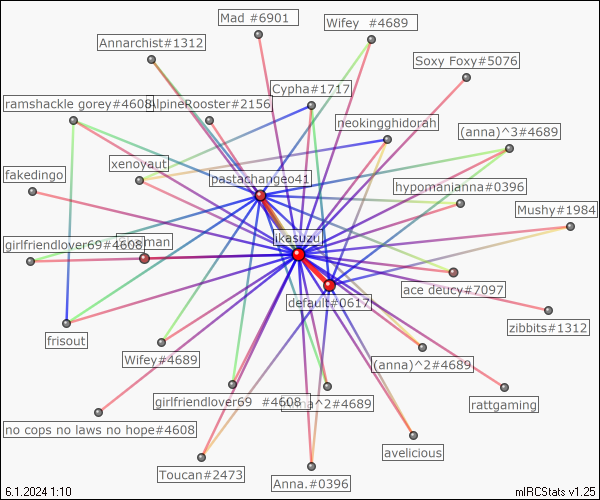 Mad #6901
Wifey  #4689
Annarchist#1312
Soxy Foxy#5076
Cypha#1717
ramshackle gorey#4608
AlpineRooster#2156
neokingghidorah
(anna)^3#4689
xenoyaut
fakedingo
pastachangeo41
hypomanianna#0396
Mushy#1984
girlfriendlover69#4608
man
ikasuzu
ace deucy#7097
default#0617
zibbits#1312
frisout
Wifey#4689
(anna)^2#4689
girlfriendlover69  #4608
a^2#4689
rattgaming
no cops no laws no hope#4608
avelicious
Toucan#2473
Anna.#0396
6.1.2024 1:10
mIRCStats v1.25